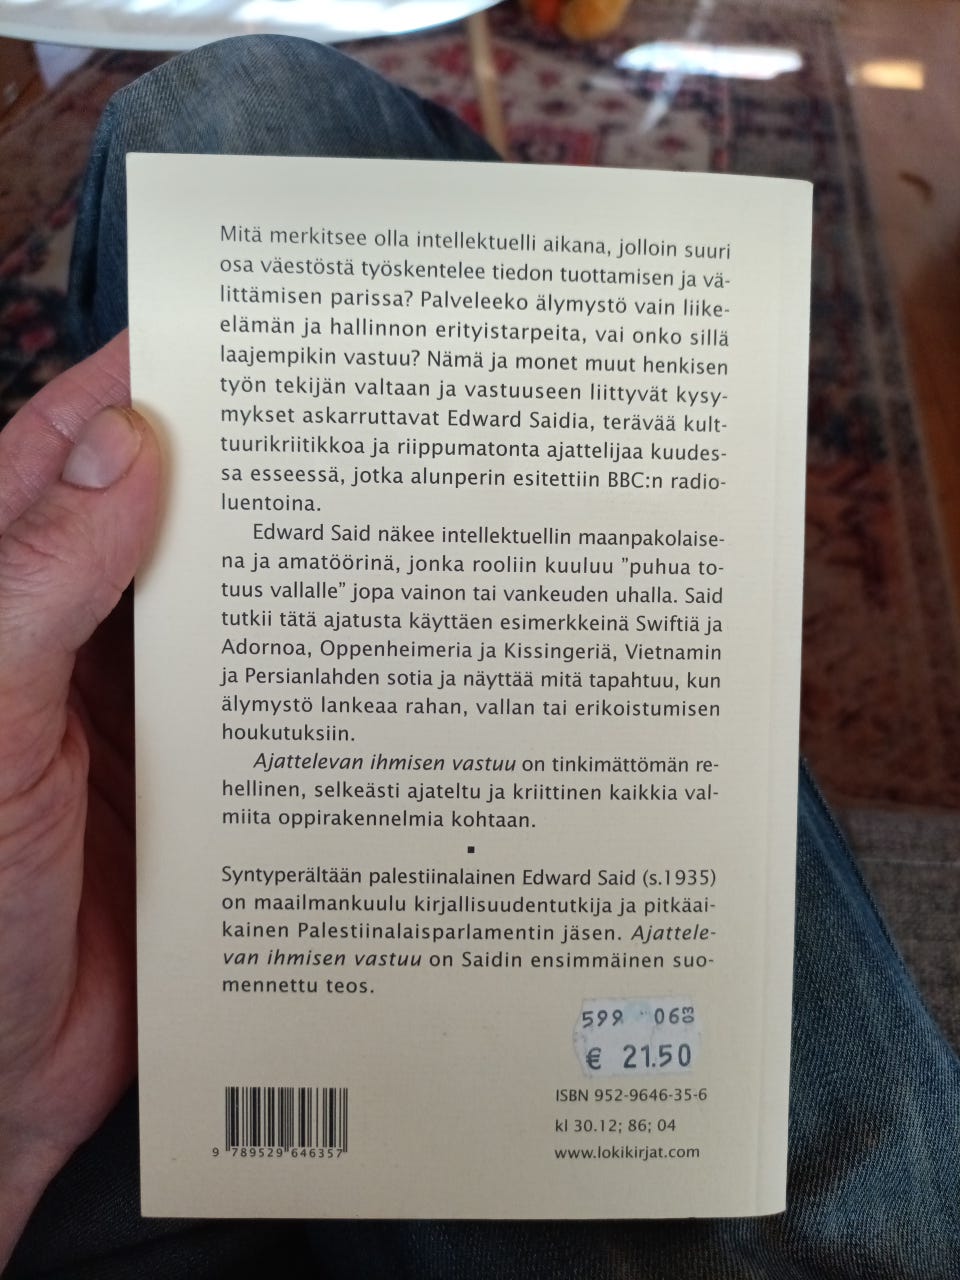 Mitä merkitsee olla intellektuelli aikana, jolloin suuri
osa väestöstä työskentelee tiedon tuottamisen ja vä-
littämisen parissa? Palveleeko älymystö vain liike-
elämän ja hallinnon erityistarpeita, vai onko sillä
laajempikin vastuu? Nämä ja monet muut henkisen
työn tekijän valtaan ja vastuuseen liittyvät kysy-
mykset askarruttavat Edward Saidia, terävää kult-
tuurikriitikkoa ja riippumatonta ajattelijaa kuudes-
sa esseessä, jotka alunperin esitettiin BBC:n radio-
luentoina.
Edward Said näkee intellektuellin maanpakolaise-
na ja amatöörinä, jonka rooliin kuuluu ”puhua to-
tuus vallalle” jopa vainon tai vankeuden uhalla. Said
tutkii tätä ajatusta käyttäen esimerkkeinä Swiftiä ja
Adornoa, Oppenheimeria ja Kissingeriä, Vietnamin
ja Persianlahden sotia ja näyttää mitä tapahtuu, kun
älymystö lankeaa rahan, vallan tai erikoistumisen
houkutuksiin.
Ajattelevan ihmisen vastuu on tinkimättömän re-
hellinen, selkeästi ajateltu ja kriittinen kaikkia val-
miita oppirakennelmia kohtaan.
Syntyperältään palestiinalainen Edward Said (s.1935)
on maailmankuulu kirjallisuudentutkija ja pitkäai-
kainen Palestiinalaisparlamentin jäsen. Ajattele-
van ihmisen vastuu on Saidin ensimmäinen suo-
mennettu teos.
599 06 03
€ 21.50
ISBN 952-9646-35-6
kl 30.12; 86; 04
www.lokikirjat.com
9 789529 646357